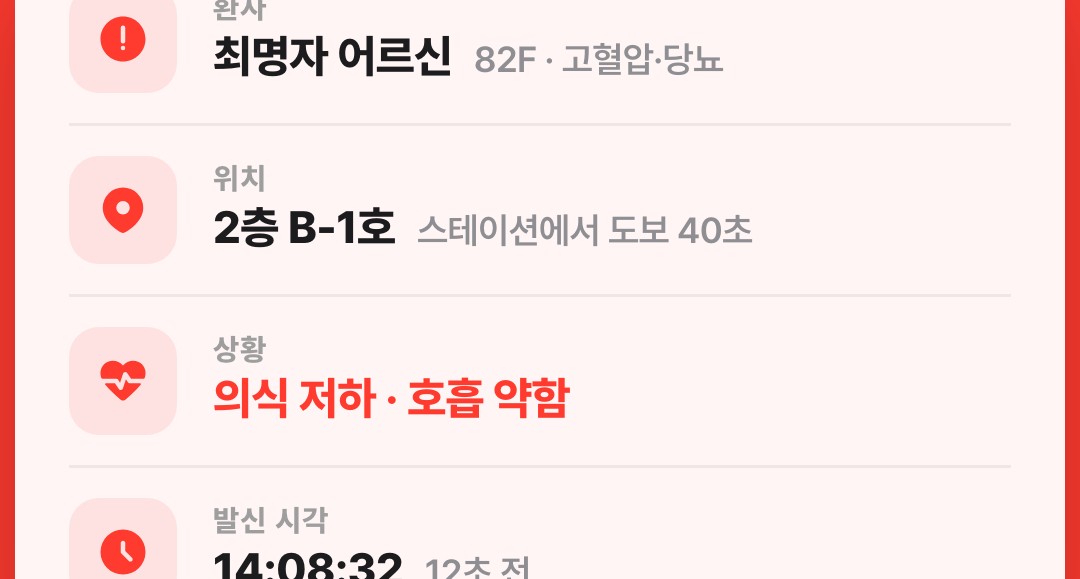 환자
최명자 어르신 82F · 고혈압·당뇨
위치
2층 B-1호 스테이션에서 도보 40초
상황
의식 저하 · 호흡 약함
발신 시각
14:08:32 12초 전